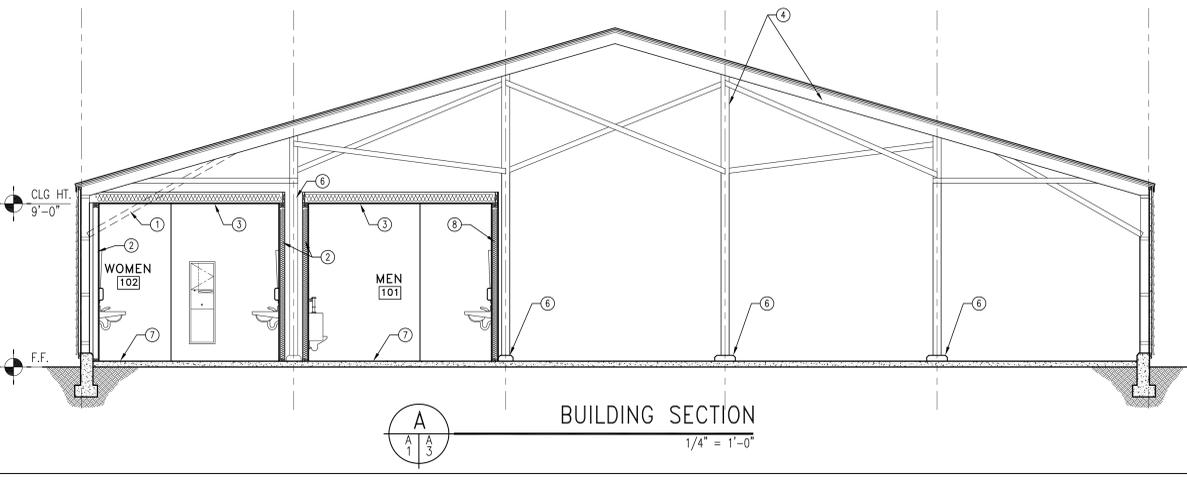 4
CLG HT.
9'-0"
6
1
3
3
8
2
2
WOMEN
102
MEN
101
6
6
6
7
7
F.F.
A
A
1
A
3
BUILDING SECTION
1/4" = 1'-0"